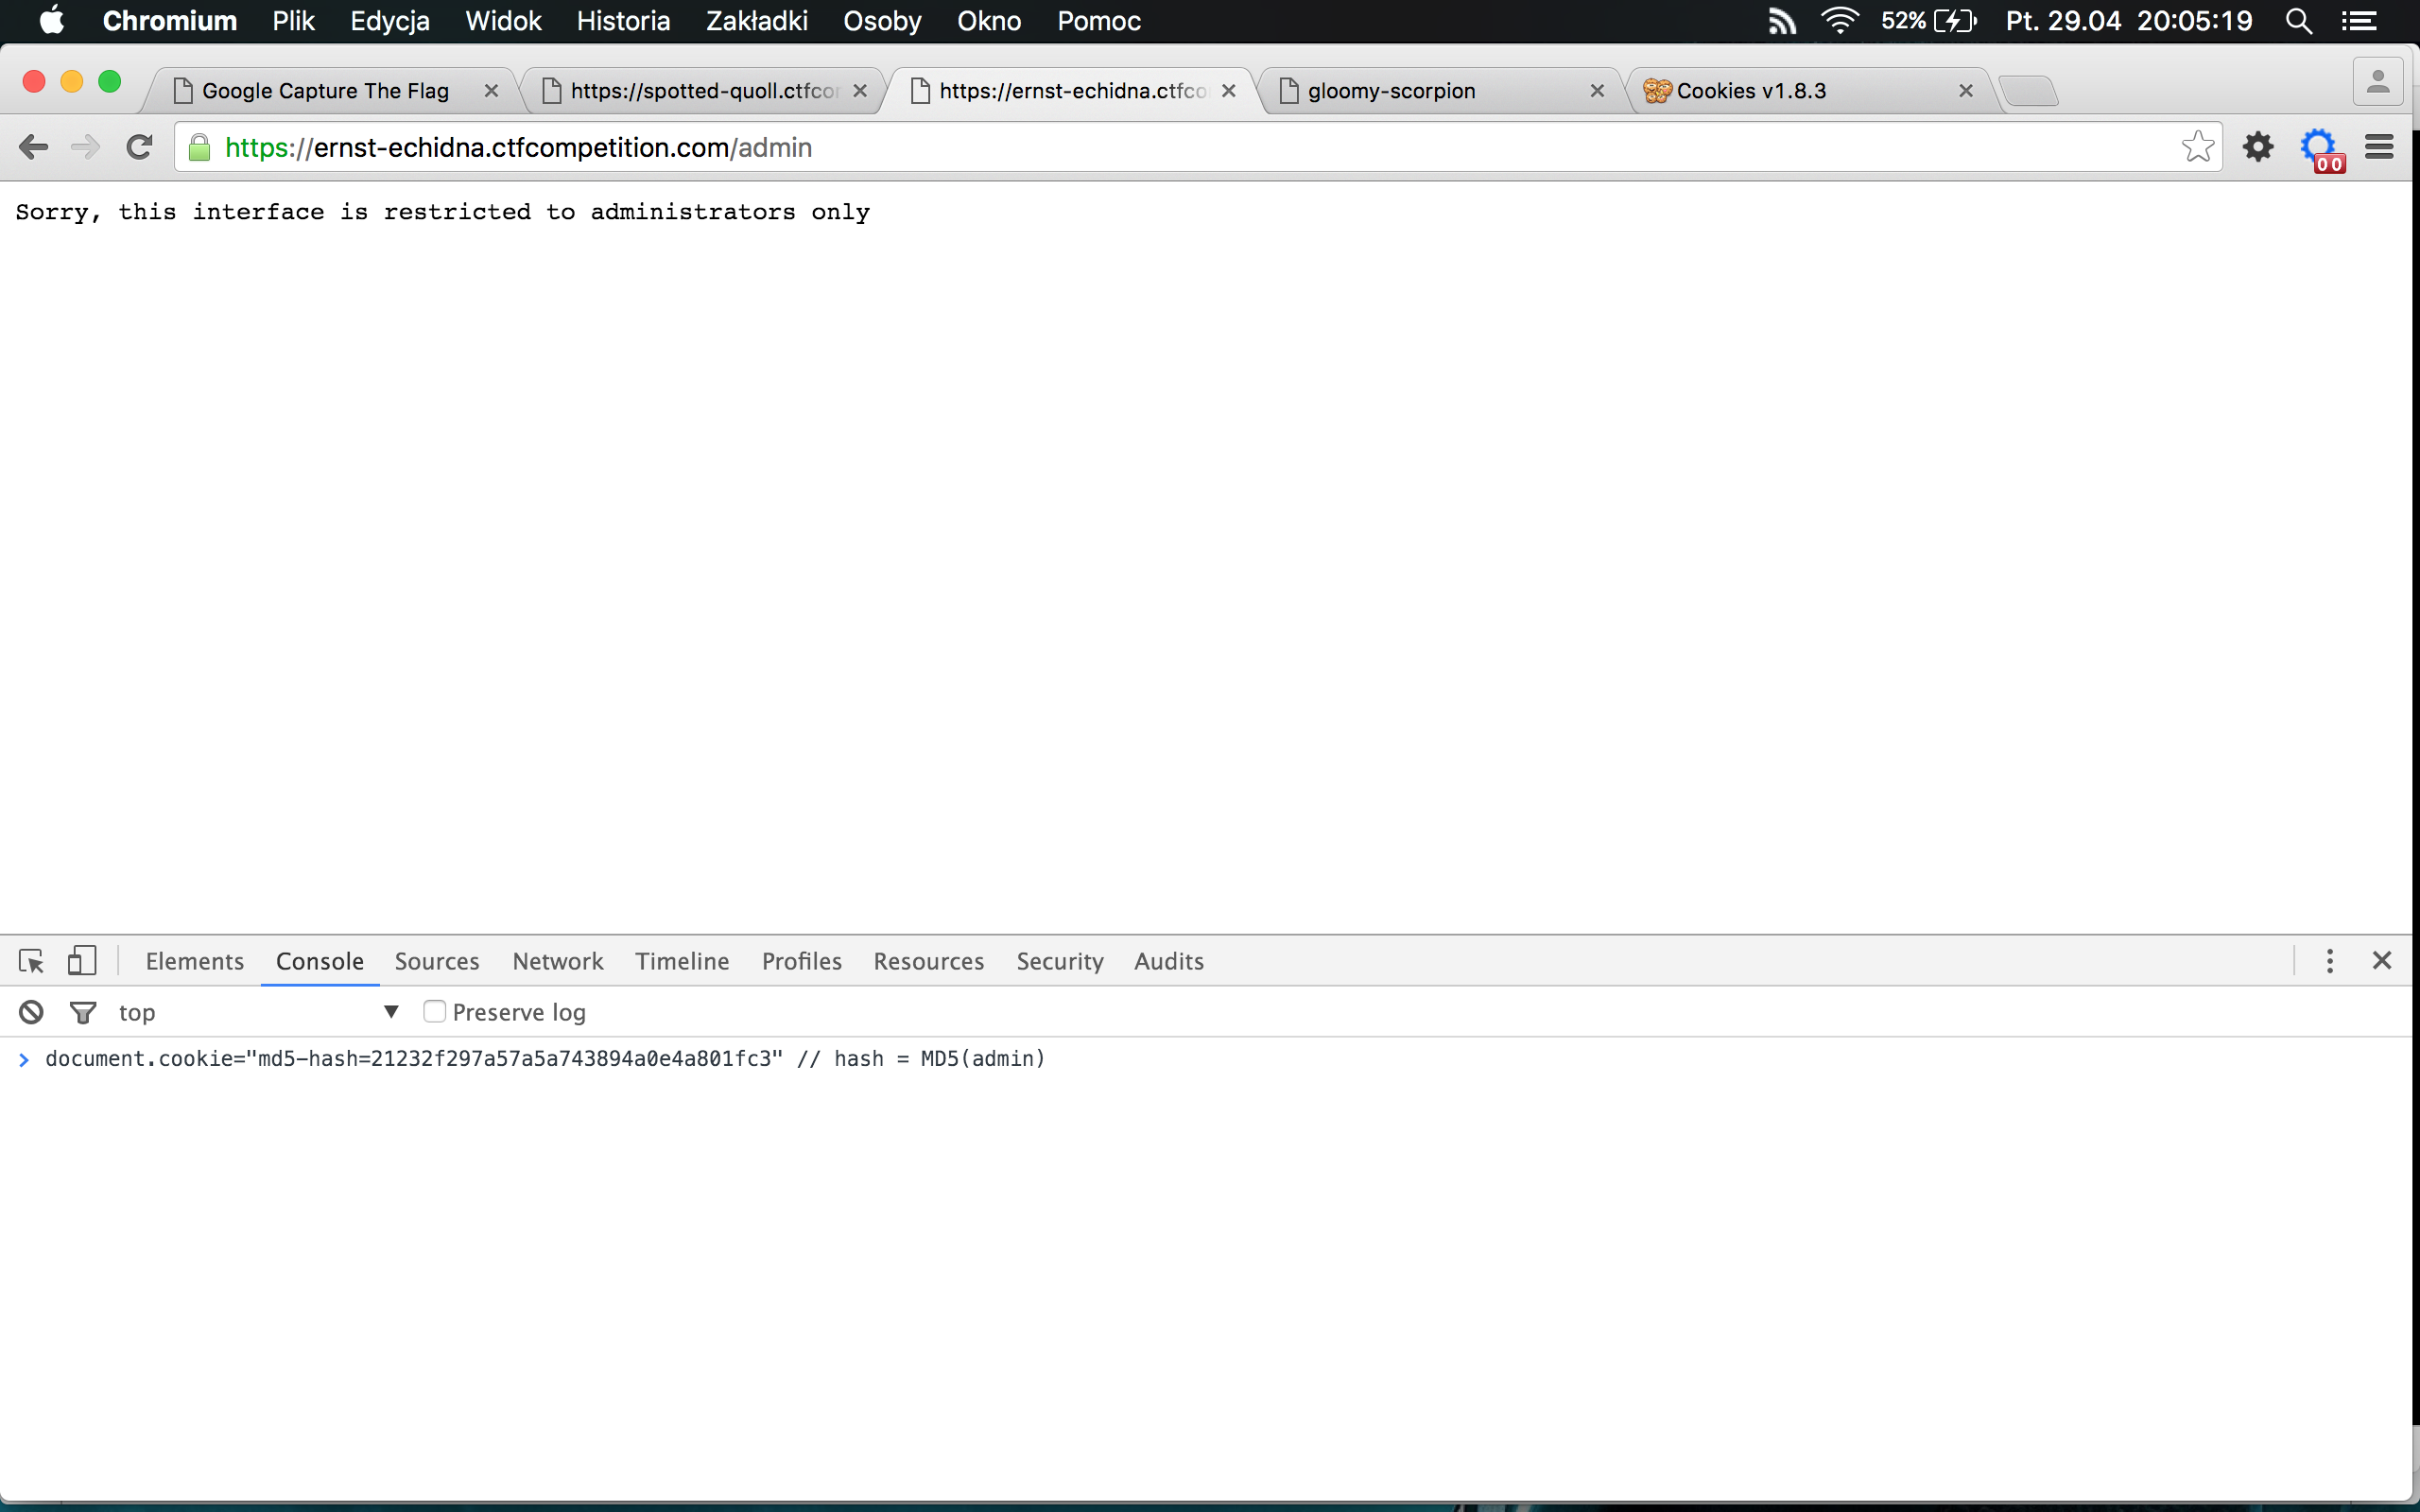 Chromium Plik Edycja Widok Historia Zakładki Osoby Okno Pomoc 52% Pt. 29.04 20:05:19
Google Capture The Flag https://spotted-quoll.ctfcor https://ernst-echidna.ctfco gloomy-scorpion Cookies v1.8.3
https://ernst-echidna.ctfcompetition.com/admin 00
Sorry, this interface is restricted to administrators only
Elements Console Sources Network Timeline Profiles Resources Security Audits
top Preserve log
document.cookie="md5-hash=21232f297a57a5a743894a0e4a801fc3" // hash = MD5(admin)